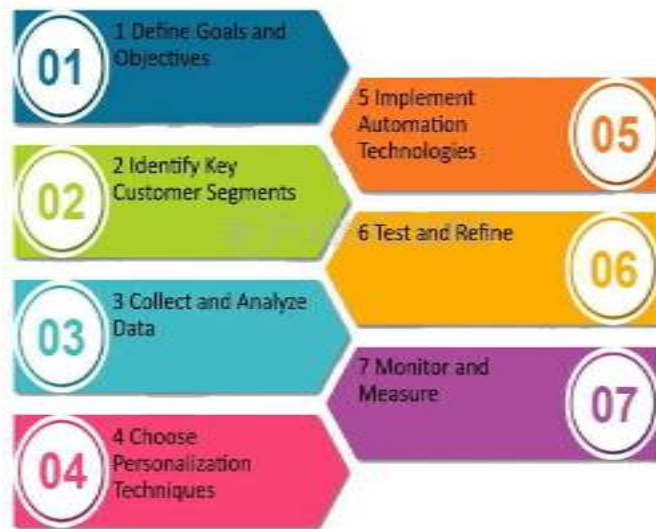 01
1 Define Goals and
Objectives
02
2 Identify Key
Customer Segments
03
3 Collect and Analyze
Data
04
4 Choose
Personalization
Techniques
5 Implement
Automation
Technologies
05
6 Test and Refine
06
7 Monitor and
Measure
07